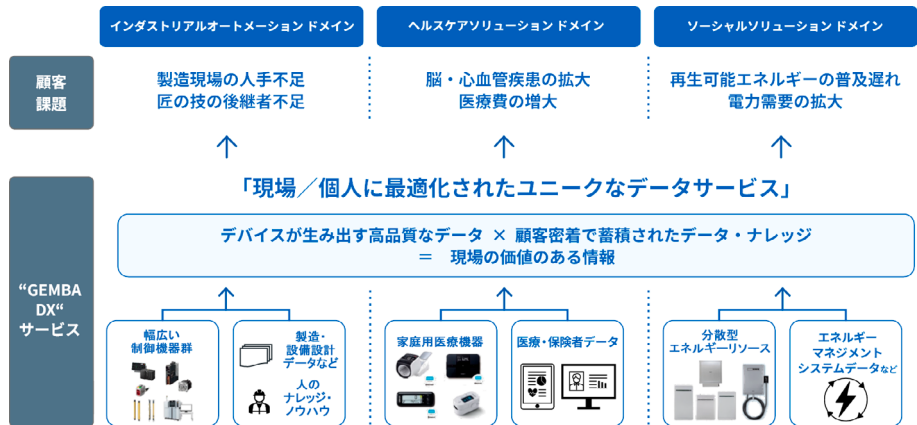 インダストリアルオートメーション ドメイン
ヘルスケアソリューション ドメイン
ソーシャルソリューション ドメイン
顧客
課題
製造現場の人手不足
匠の技の後継者不足
脳・心血管疾患の拡大
医療費の増大
再生可能エネルギーの普及遅れ
電力需要の拡大
“GEMBA
DX“
サービス
「現場／個人に最適化されたユニークなデータサービス」
デバイスが生み出す高品質なデータ × 顧客密着で蓄積されたデータ・ナレッジ
＝ 現場の価値のある情報
幅広い
制御機器群
製造・
設備設計
データなど
人の
ナレッジ・
ノウハウ
家庭用医療機器
医療・保険者データ
分散型
エネルギーリソース
エネルギー
マネジメント
システムデータなど